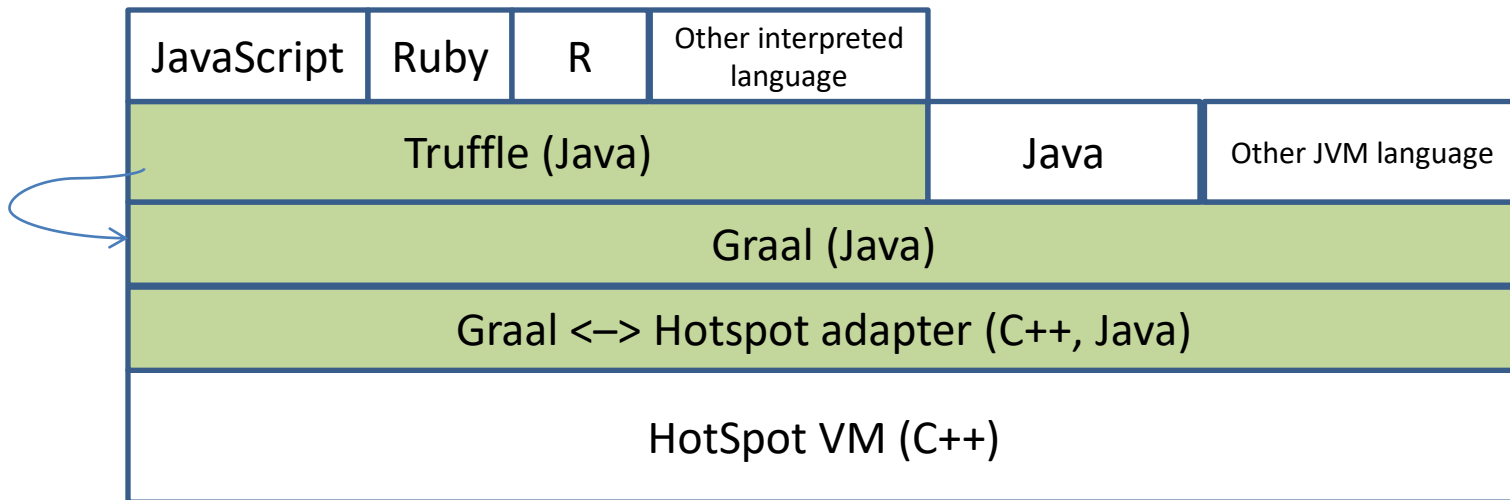 JavaScript
Ruby
R
Other interpreted
language
Truffle (Java)
Java
Other JVM language
Graal (Java)
Graal <–> Hotspot adapter (C++, Java)
HotSpot VM (C++)